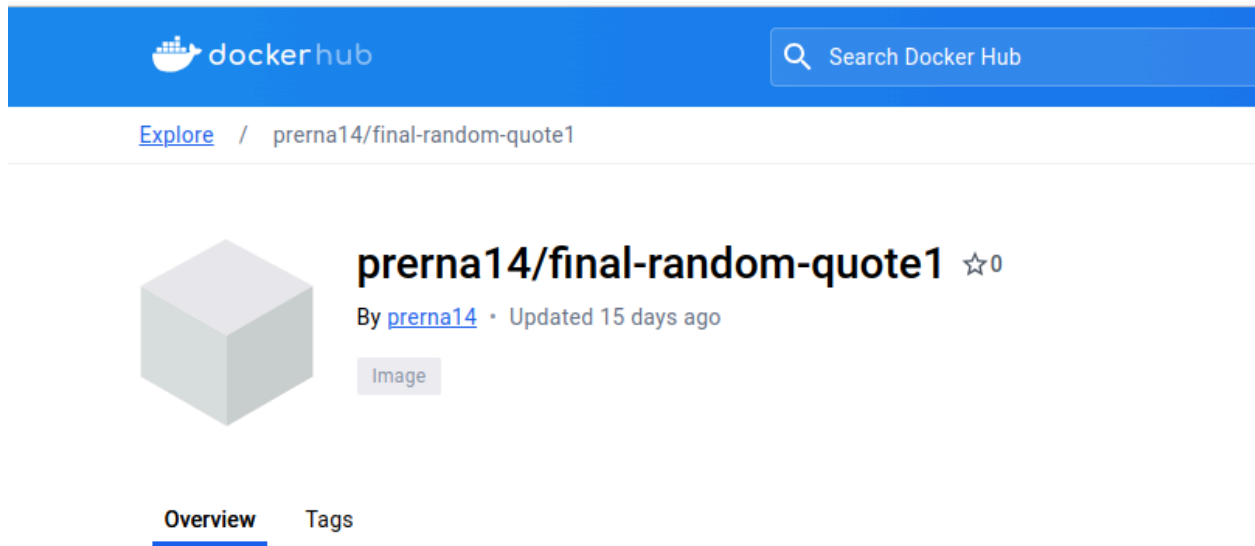 dockerhub
Search Docker Hub
Explore / prerna14/final-random-quote1
prerna14/final-random-quote1 ☆0
By prerna14 • Updated 15 days ago
Image
Overview Tags